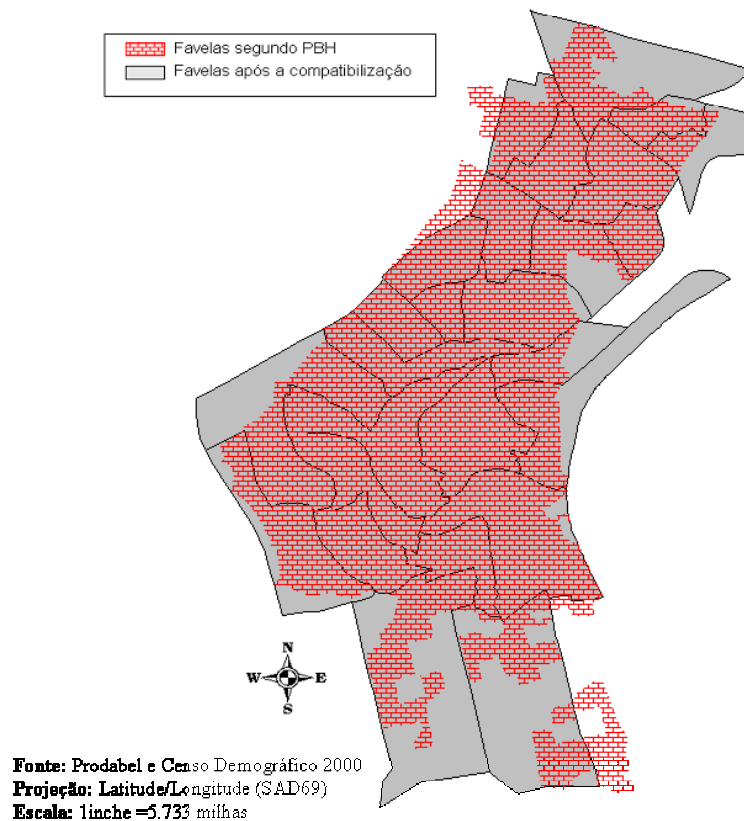 Favelas segundo PBH
Favelas após a compatibilização
N
W E
S
Fonte: Prodabel e Censo Demográfico 2000
Projeção: Latitude/Longitude (SAD69)
Escala: 1inche =5.733 milhas